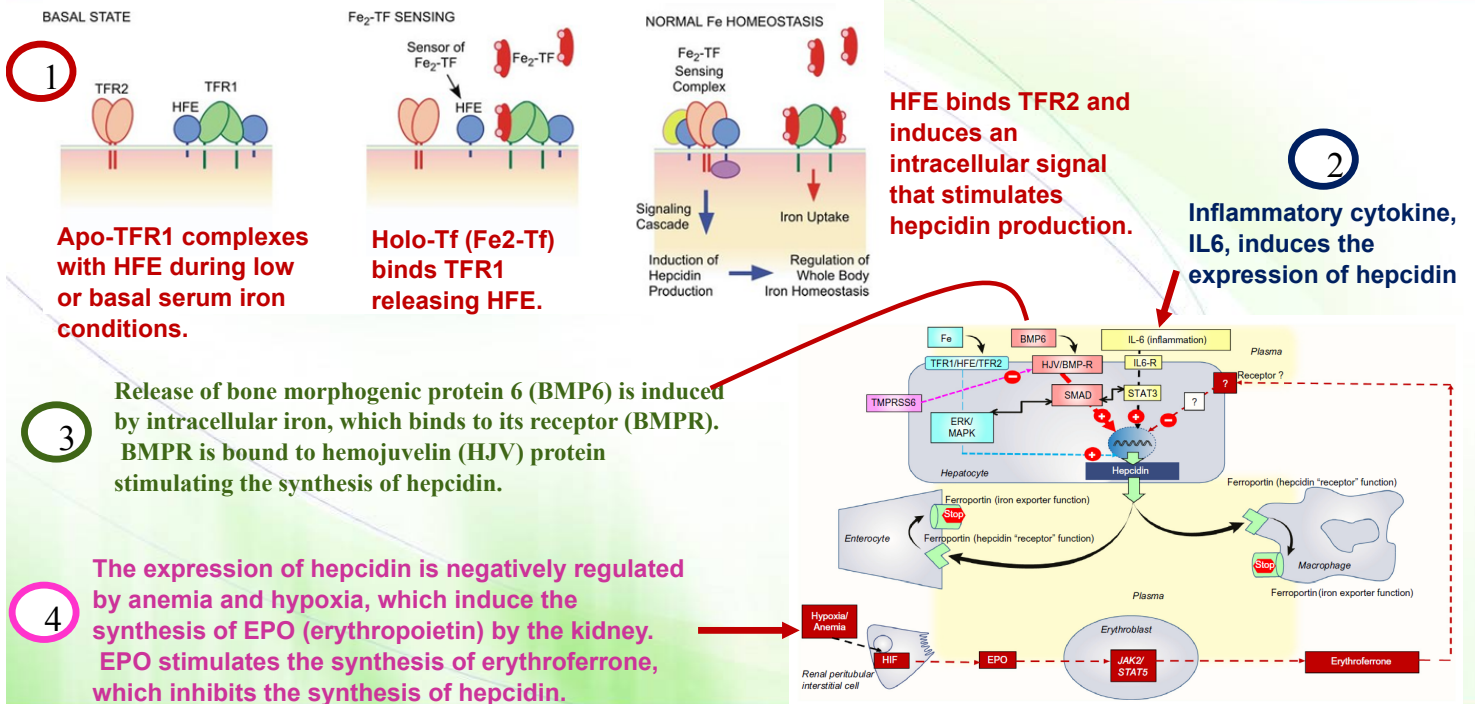 BASAL STATE
1
TFR2
TFR1
HFE
Fe2-TF SENSING
Sensor of
Fe2-TF
Fe2-TF
HFE
NORMAL Fe HOMEOSTASIS
Fe2-TF
Sensing
Complex
Signaling
Cascade
Iron Uptake
Induction of
Hepcidin
Production
Regulation of
Whole Body
Iron Homeostasis
Apo-TFR1 complexes
with HFE during low
or basal serum iron
conditions.
Holo-Tf (Fe2-Tf)
binds TFR1
releasing HFE.
HFE binds TFR2 and
induces an
intracellular signal
that stimulates
hepcidin production.
2
Inflammatory cytokine,
IL6, induces the
expression of hepcidin
3
Release of bone morphogenic protein 6 (BMP6) is induced
by intracellular iron, which binds to its receptor (BMPR).
BMPR is bound to hemojuvelin (HJV) protein
stimulating the synthesis of hepcidin.
4
The expression of hepcidin is negatively regulated
by anemia and hypoxia, which induce the
synthesis of EPO (erythropoietin) by the kidney.
EPO stimulates the synthesis of erythroferrone,
which inhibits the synthesis of hepcidin.
Fe
BMP6
IL-6 (inflammation)
Plasma
TFR1/HFE/TFR2
HJV/BMP-R
IL6-R
?
Receptor ?
TMPRSS6
SMAD
STAT3
?
ERK/
MAPK
Hepcidin
Hepatocyte
Ferroportin (iron exporter function)
Stop
Enterocyte
Ferroportin (hepcidin "receptor" function)
Ferroportin (hepcidin "receptor" function)
Stop
Macrophage
Ferroportin (iron exporter function)
Plasma
Hypoxia/
Anemia
HIF
Renal peritubular
interstitial cell
EPO
Erythroblast
JAK2/
STAT5
Erythroferrone